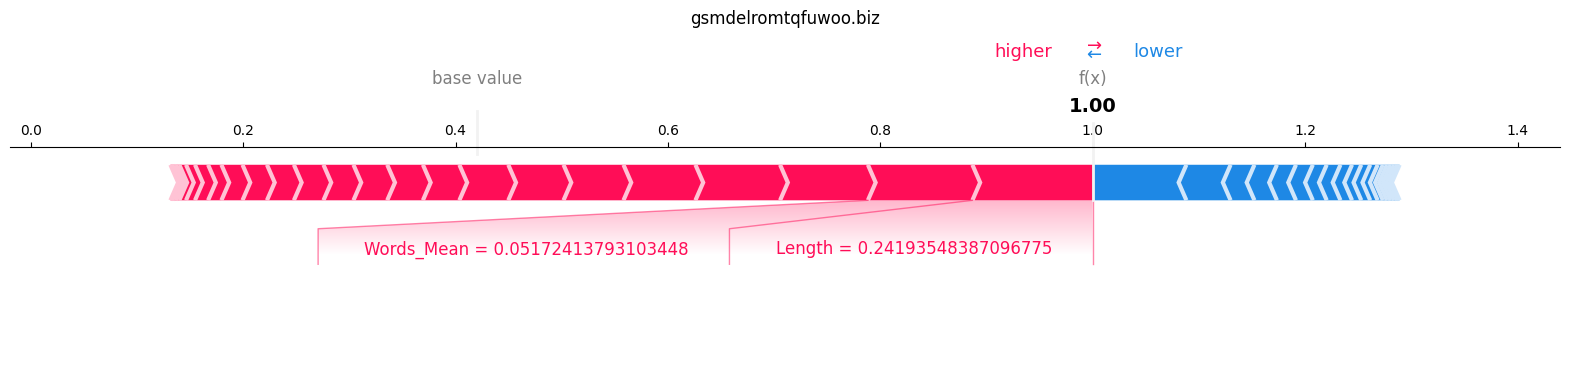 gsmdelromtqfuwoo.biz
higher → ← lower
base value f(x)
1.00
0.0 0.2 0.4 0.6 0.8 1.0 1.2 1.4
Words_Mean = 0.05172413793103448 Length = 0.24193548387096775